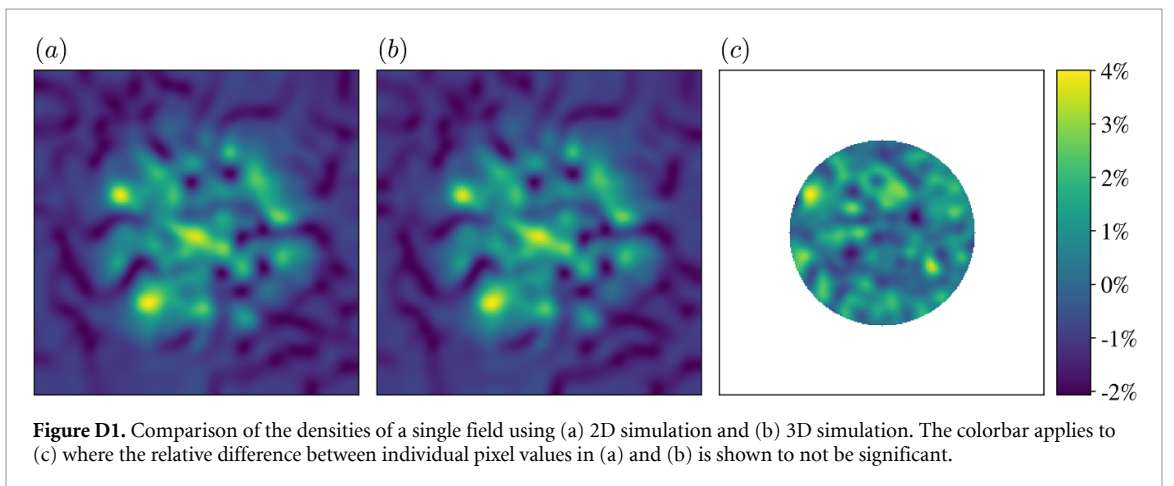 (a) (b) (c)
4%
3%
2%
1%
0%
-1%
-2%
Figure D1. Comparison of the densities of a single field using (a) 2D simulation and (b) 3D simulation. The colorbar applies to
(c) where the relative difference between individual pixel values in (a) and (b) is shown to not be significant.